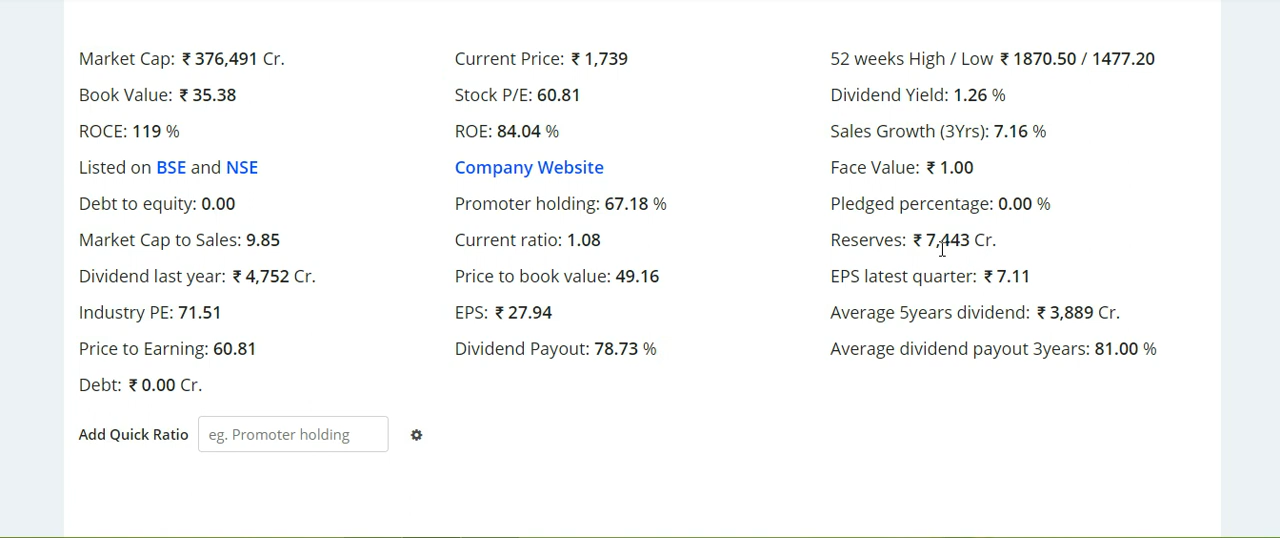 Market Cap: ₹ 376,491 Cr.
Current Price: ₹ 1,739
52 weeks High / Low ₹ 1870.50 / 1477.20
Book Value: ₹ 35.38
Stock P/E: 60.81
Dividend Yield: 1.26 %
ROCE: 119 %
ROE: 84.04 %
Sales Growth (3Yrs): 7.16 %
Listed on BSE and NSE
Company Website
Face Value: ₹ 1.00
Debt to equity: 0.00
Promoter holding: 67.18 %
Pledged percentage: 0.00 %
Market Cap to Sales: 9.85
Current ratio: 1.08
Reserves: ₹ 7,443 Cr.
Dividend last year: ₹ 4,752 Cr.
Price to book value: 49.16
EPS latest quarter: ₹ 7.11
Industry PE: 71.51
EPS: ₹ 27.94
Average 5years dividend: ₹ 3,889 Cr.
Price to Earning: 60.81
Dividend Payout: 78.73 %
Average dividend payout 3years: 81.00 %
Debt: ₹ 0.00 Cr.
Add Quick Ratio
eg. Promoter holding